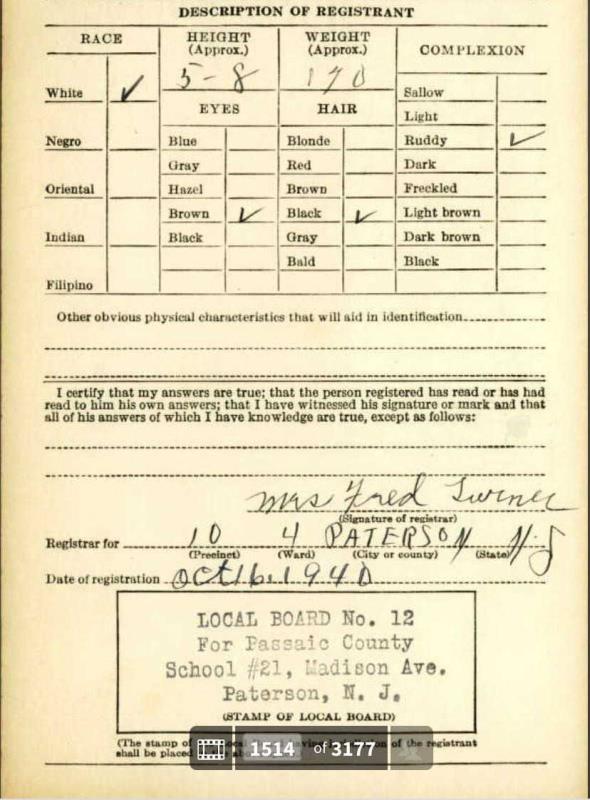 DESCRIPTION OF REGISTRANT
RACE
HEIGHT (Approx.)
WEIGHT (Approx.)
COMPLEXION
5-8
170
White ✓
Sallow
EYES
HAIR
Light
Negro
Blue
Blonde
Ruddy ✓
Gray
Red
Dark
Oriental
Hazel
Brown
Freckled
Brown ✓
Black ✓
Light brown
Indian
Black
Gray
Dark brown
Bald
Black
Filipino
Other obvious physical characteristics that will aid in identification
I certify that my answers are true; that the person registered has read or has had
read to him his own answers; that I have witnessed his signature or mark and that
all of his answers of which I have knowledge are true, except as follows:
Mrs Fred Turner
(Signature of registrar)
Registrar for 10 4 PATERSON N.J
(Precinct) (Ward) (City or county) (State)
Date of registration Oct 16, 1940
LOCAL BOARD No. 12
For Passaic County
School #21, Madison Ave.
Paterson, N. J.
(STAMP OF LOCAL BOARD)
(The stamp of of the registrant
shall be placed
1514 of 3177